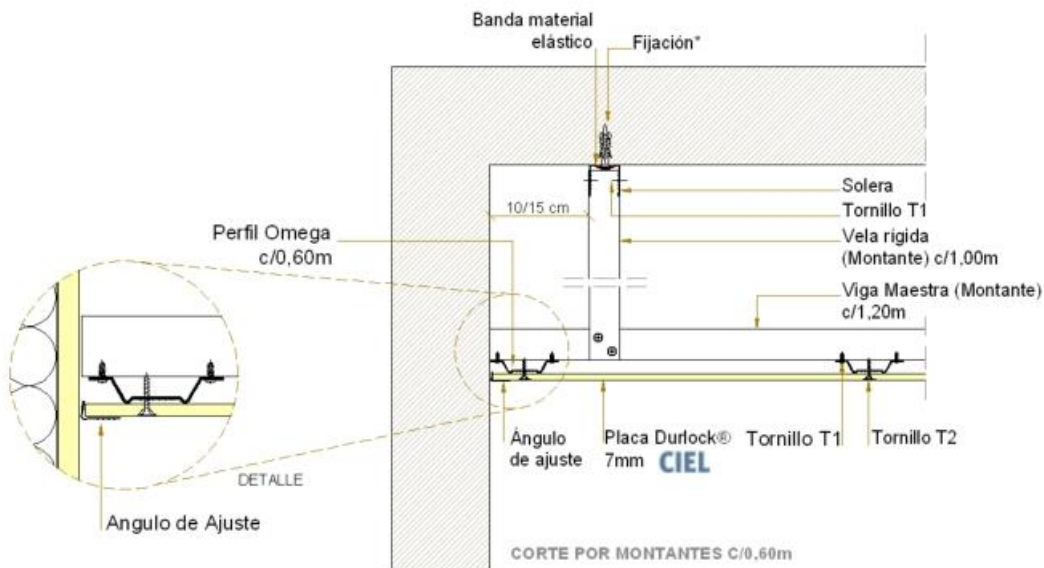 Banda material
elástico
Fijación*
Solera
Tornillo T1
10/15 cm
Perfil Omega
c/0,60m
Vela rigida
(Montante) c/1,00m
Viga Maestra (Montante)
c/1,20m
Ángulo
de ajuste
Placa Durlock®
7mm CIEL
Tornillo T1
Tornillo T2
DETALLE
Angulo de Ajuste
CORTE POR MONTANTES C/0,60m